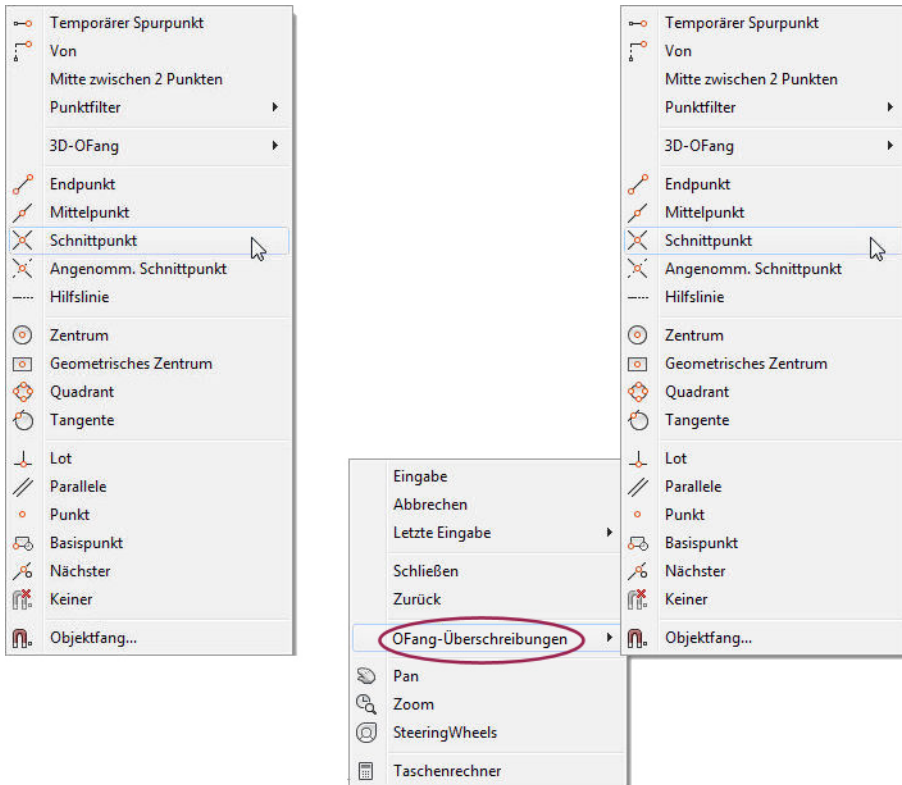 Temporärer Spurpunkt
Von
Mitte zwischen 2 Punkten
Punktfilter
3D-OFang
Endpunkt
Mittelpunkt
Schnittpunkt
Angenomm. Schnittpunkt
Hilfslinie
Zentrum
Geometrisches Zentrum
Quadrant
Tangente
Lot
Parallele
Punkt
Basispunkt
Nächster
Keiner
Objektfang...
Eingabe
Abbrechen
Letzte Eingabe
Schließen
Zurück
OFang-Überschreibungen
Pan
Zoom
SteeringWheels
Taschenrechner
Temporärer Spurpunkt
Von
Mitte zwischen 2 Punkten
Punktfilter
3D-OFang
Endpunkt
Mittelpunkt
Schnittpunkt
Angenomm. Schnittpunkt
Hilfslinie
Zentrum
Geometrisches Zentrum
Quadrant
Tangente
Lot
Parallele
Punkt
Basispunkt
Nächster
Keiner
Objektfang...